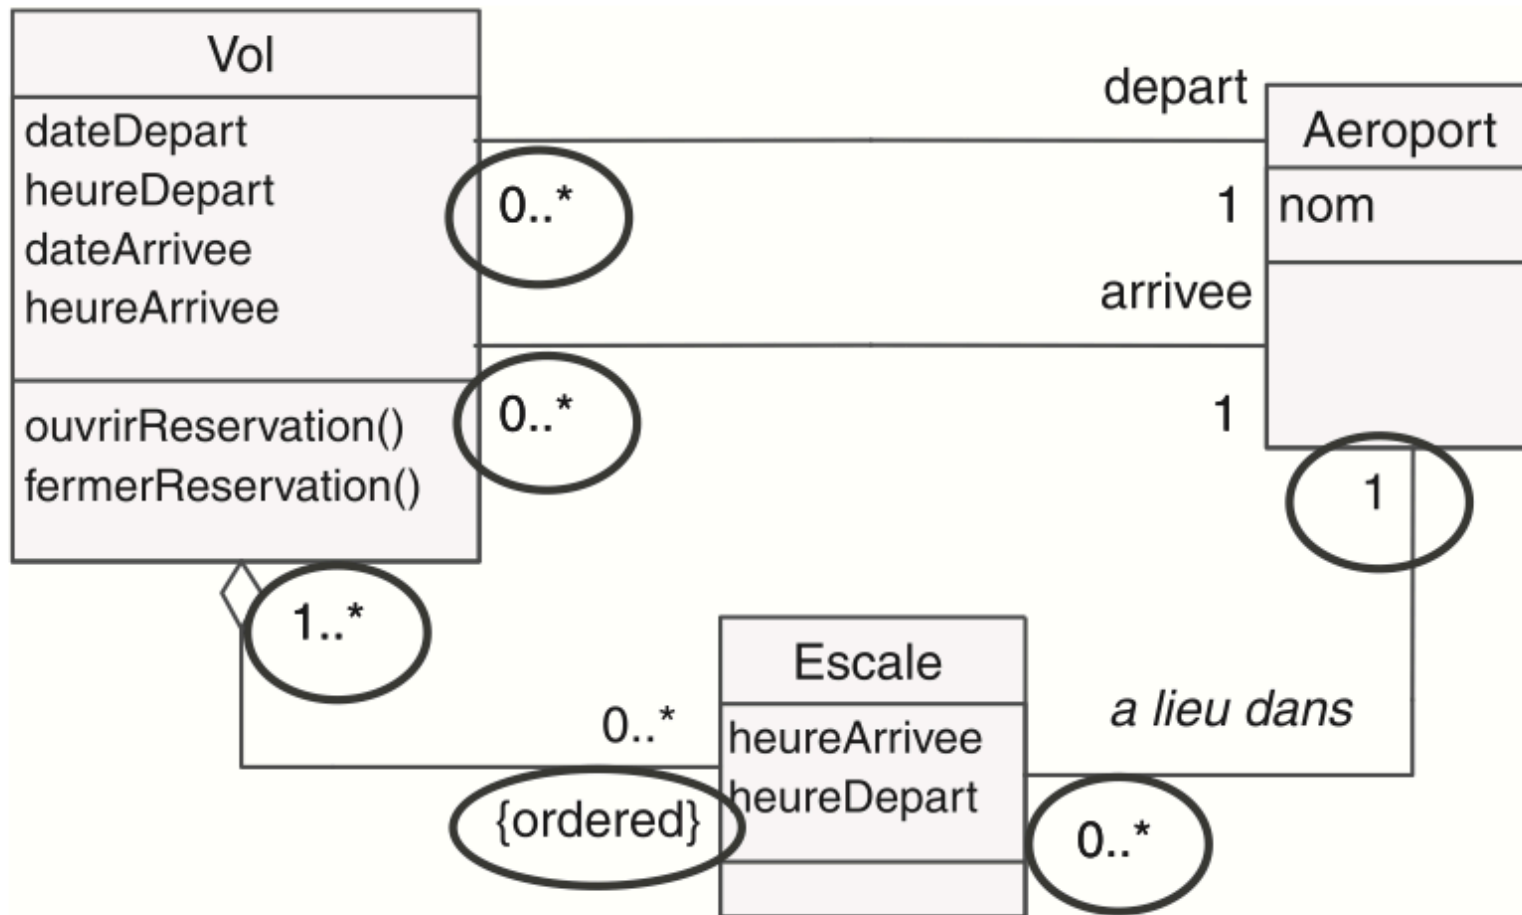 Vol
dateDepart
heureDepart
dateArrivee
heureArrivee
ouvrirReservation()
fermerReservation()
0..*
depart
1
0..*
arrivee
1
Aeroport
nom
1
1..*
0..*
{ordered}
Escale
heureArrivee
heureDepart
a lieu dans
0..*